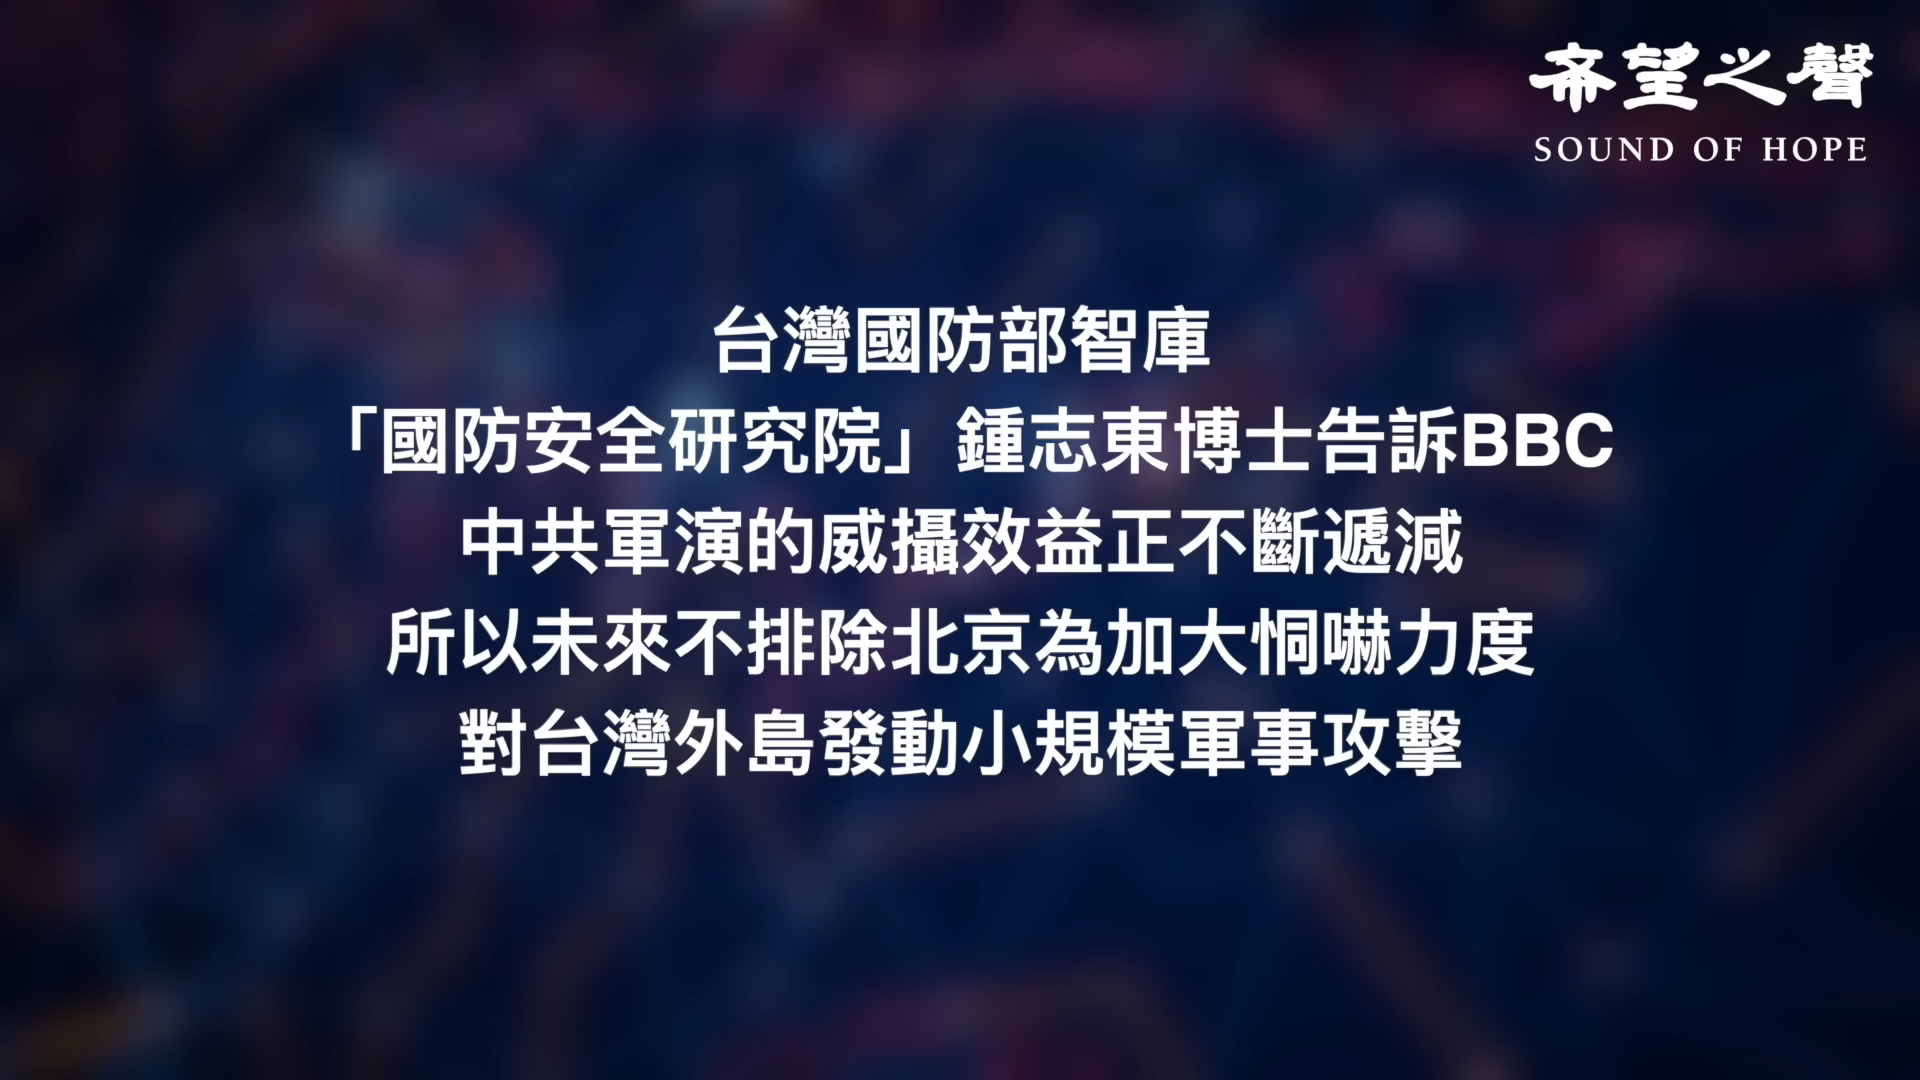 希望之聲
SOUND OF HOPE
台灣國防部智庫
「國防安全研究院」鍾志東博士告訴BBC
中共軍演的威攝效益正不斷遞減
所以未來不排除北京為加大恫嚇力度
對台灣外島發動小規模軍事攻擊